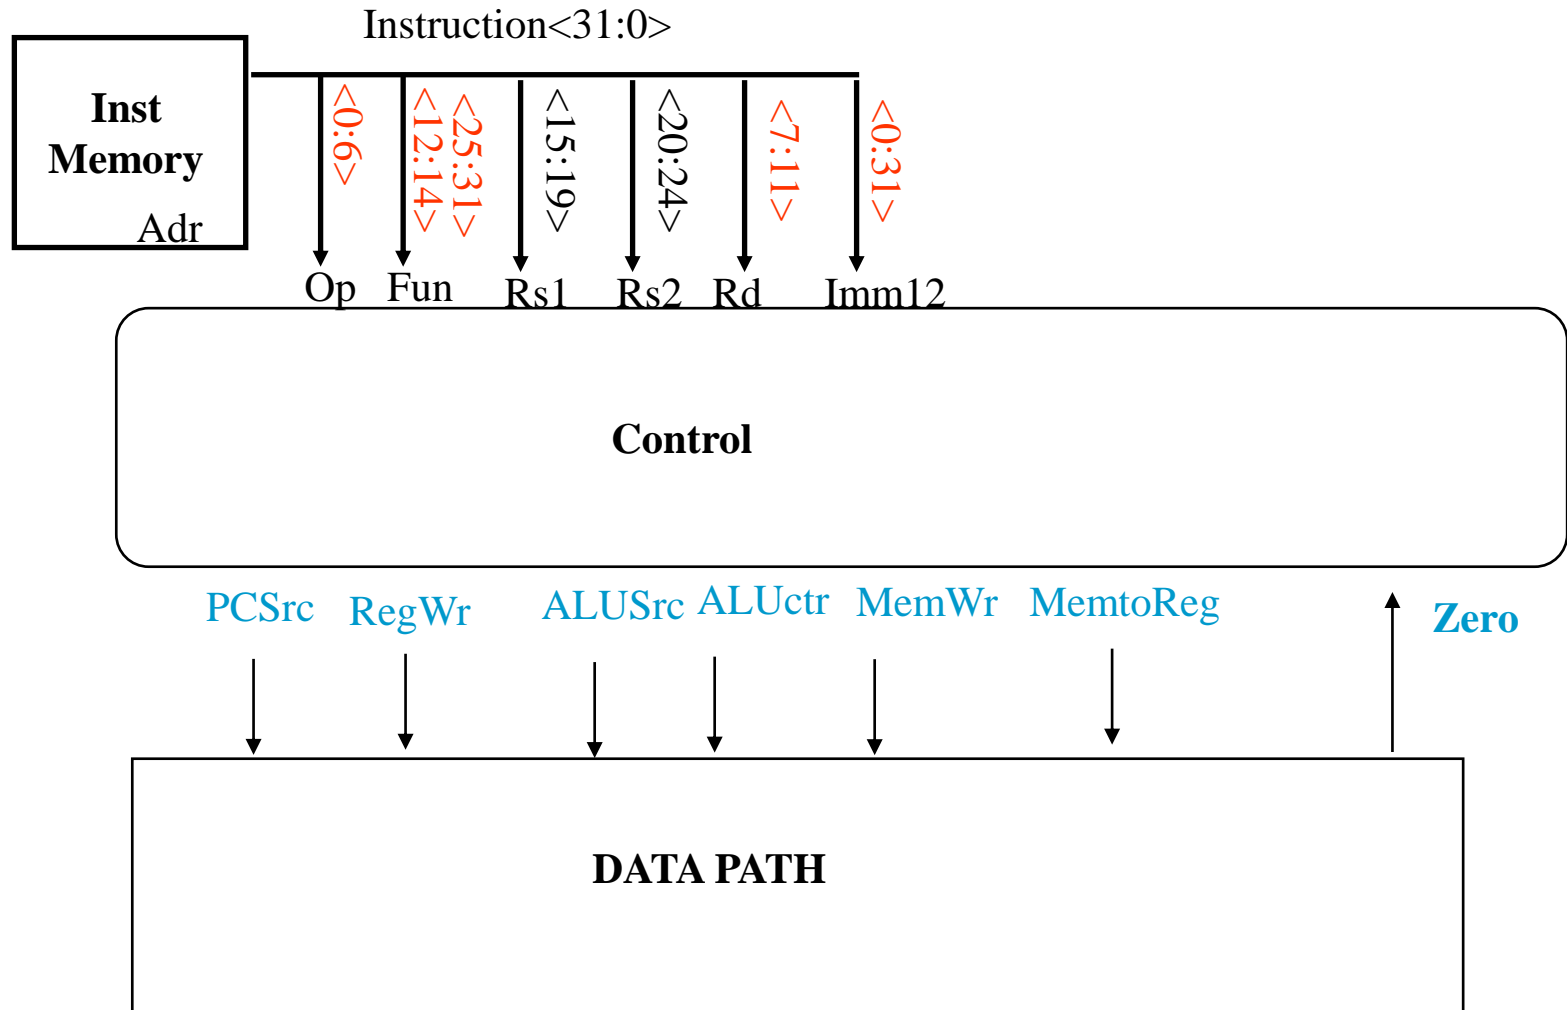 Instruction<31:0>
Inst
Memory
Adr
<0:6>
<12:14>
<25:31>
<15:19>
<20:24>
<7:11>
<0:31>
Op Fun Rs1 Rs2 Rd Imm12
Control
PCSrc RegWr ALUSrc ALUctr MemWr MemtoReg Zero
DATA PATH